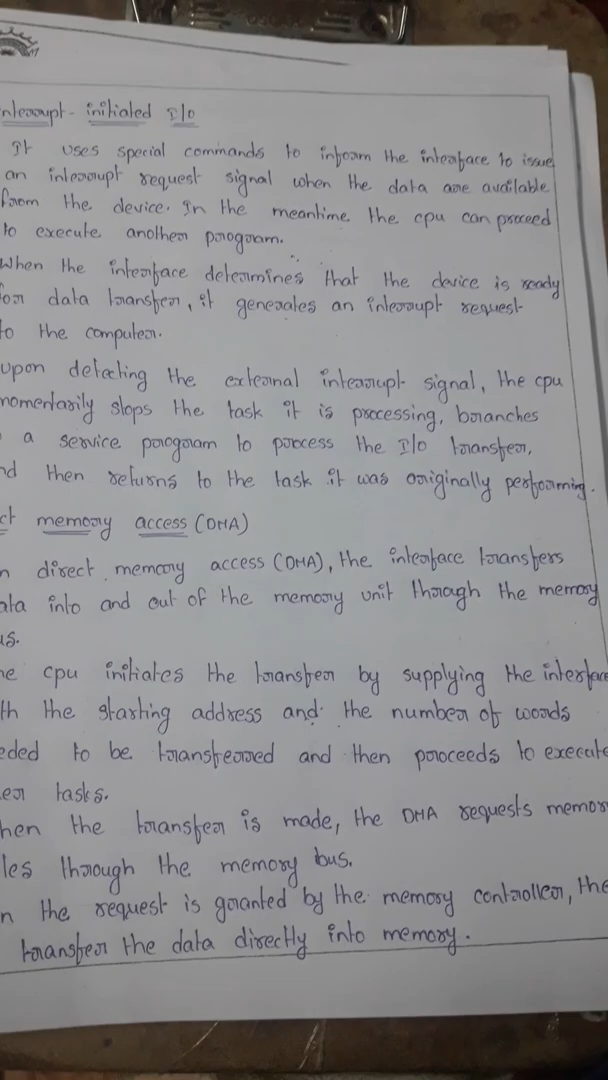 nterrupt-initiated I/O
It uses special commands to inform the interface to issue
an interrupt request signal when the data are available
from the device. In the meantime the cpu can proceed
to execute another program.
When the interface determines that the device is ready
for data transfer, it generates an interrupt request
to the computer.
upon detecting the external interrupt signal, the cpu
momentarily stops the task it is processing, branches
a service program to process the I/O transfer,
nd then returns to the task it was originally performing.
ct memory access (DMA)
n direct memory access (DMA), the interface transfers
ata into and out of the memory unit through the memory
us.
he cpu initiates the transfer by supplying the interface
th the starting address and the number of words
eded to be transferred and then proceeds to execute
er tasks.
hen the transfer is made, the DMA requests memor
les through the memory bus.
n the request is granted by the memory controller, the
transfer the data directly into memory.